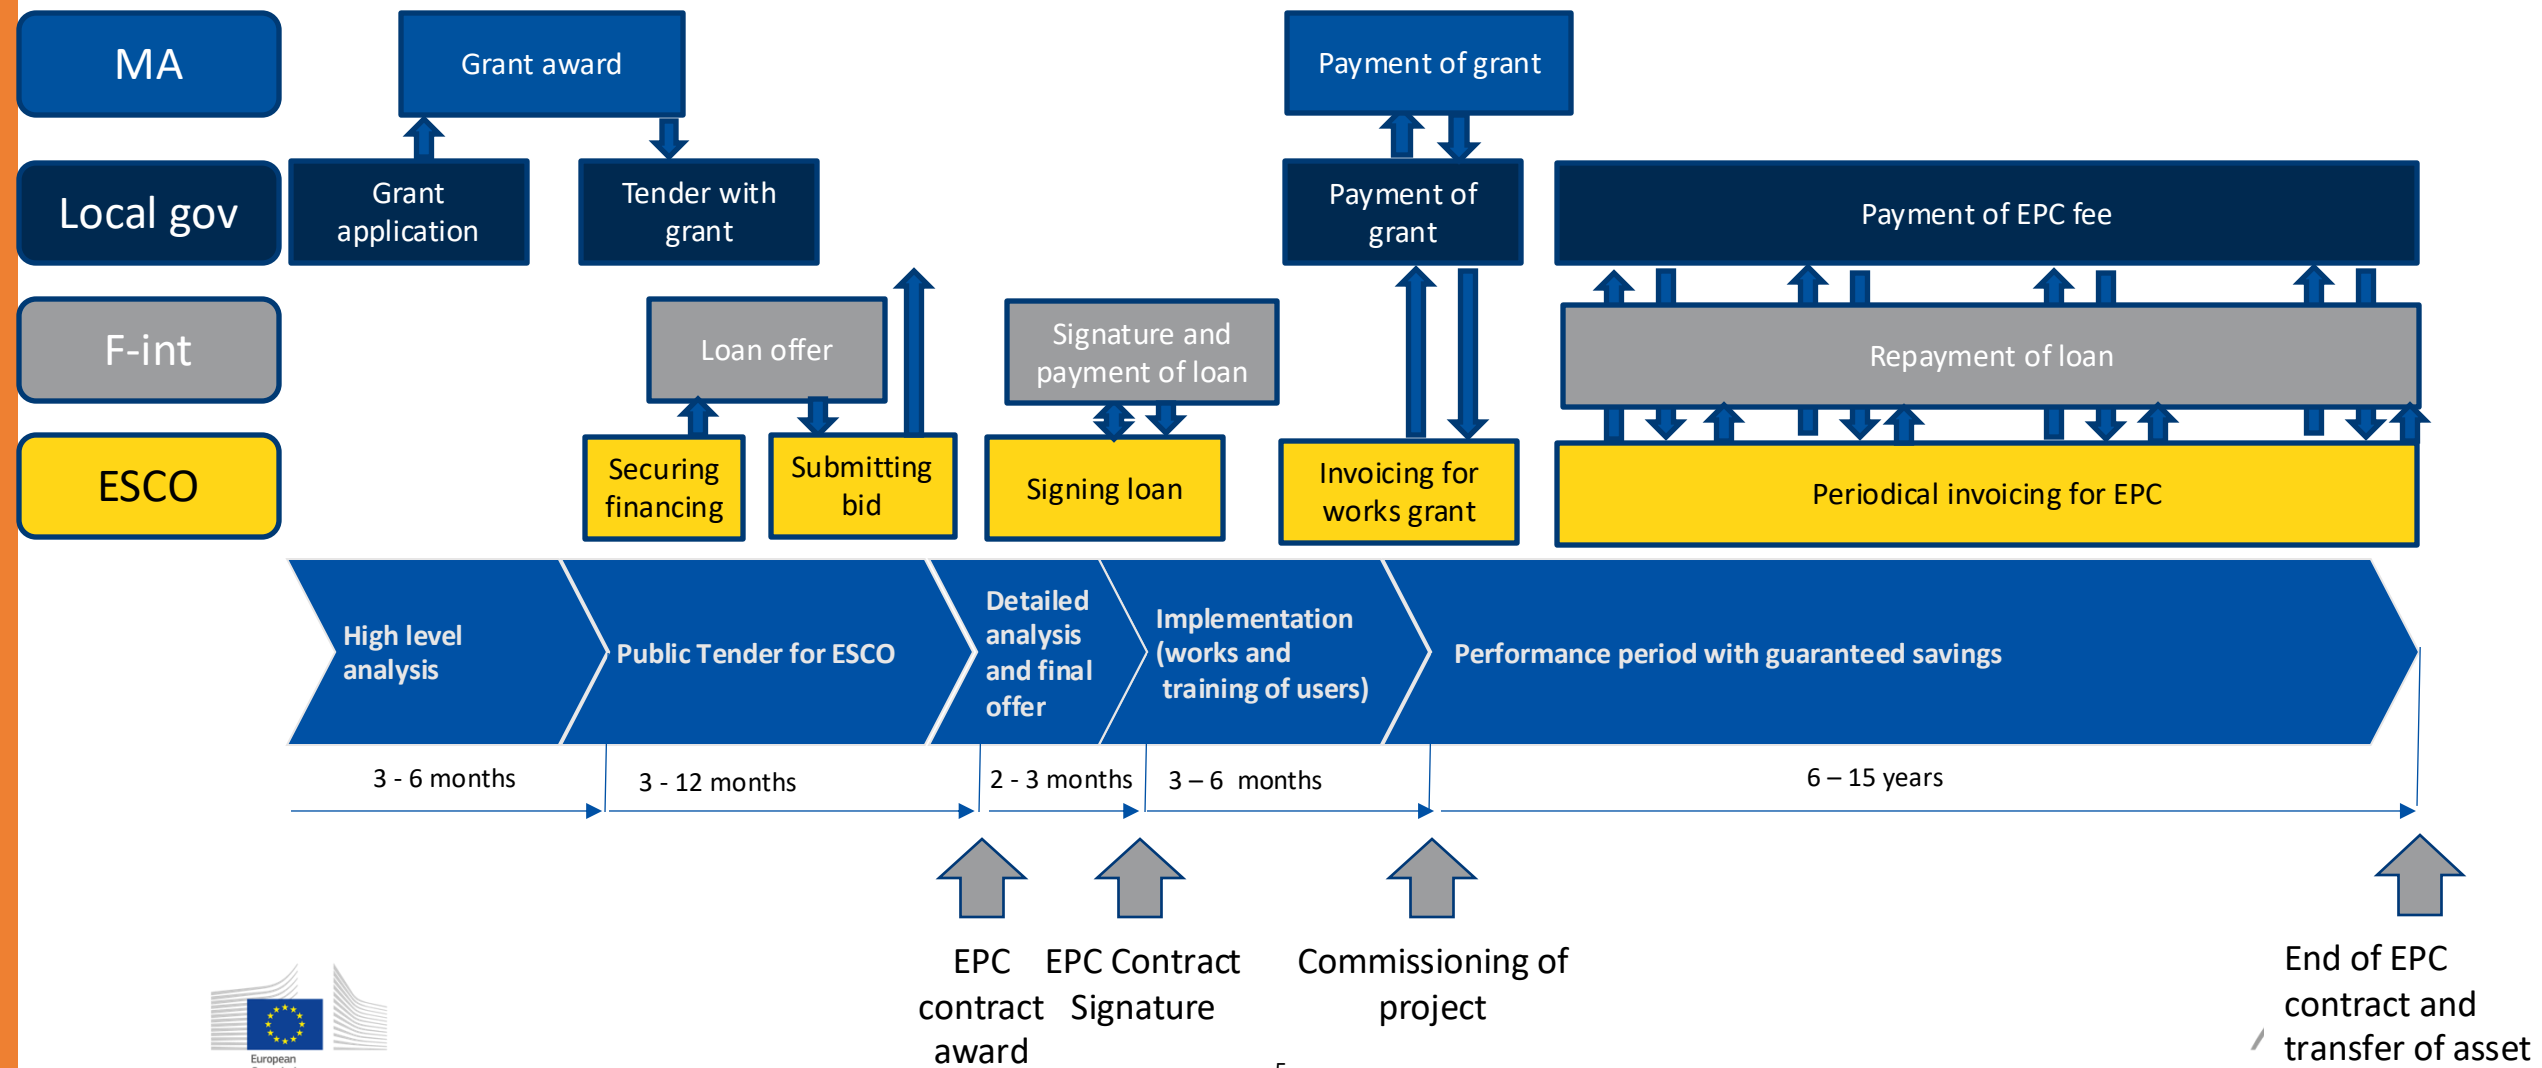 MA
Grant award
Payment of grant
Local gov
Grant
application
Tender with
grant
Payment of
grant
Payment of EPC fee
F-int
Loan offer
Signature and
payment of loan
Repayment of loan
ESCO
Securing
financing
Submitting
bid
Signing loan
Invoicing for
works grant
Periodical invoicing for EPC
High level
analysis
Public Tender for ESCO
Detailed
analysis
and final
offer
Implementation
(works and
training of users)
Performance period with guaranteed savings
3 - 6 months
3 - 12 months
2 - 3 months
3 – 6 months
6 – 15 years
EPC
contract
award
EPC Contract
Signature
Commissioning of
project
End of EPC
contract and
transfer of asset
European